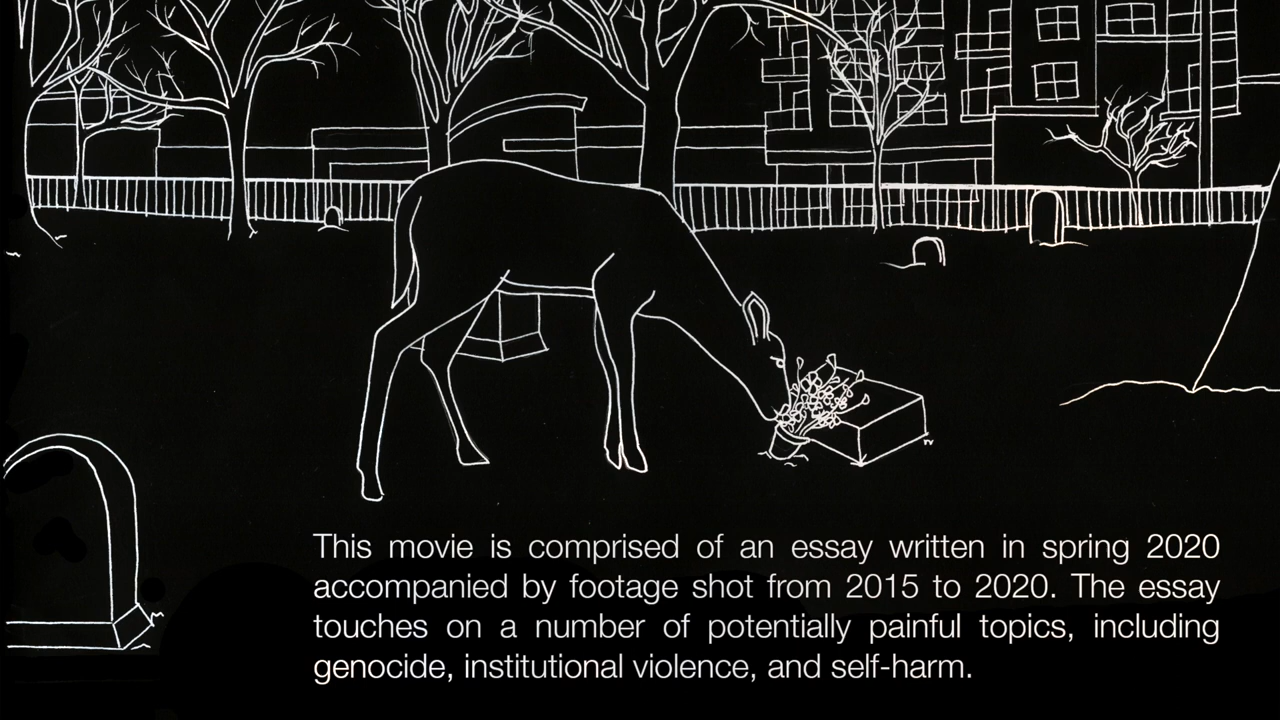 This movie is comprised of an essay written in spring 2020
accompanied by footage shot from 2015 to 2020. The essay
touches on a number of potentially painful topics, including
genocide, institutional violence, and self-harm.